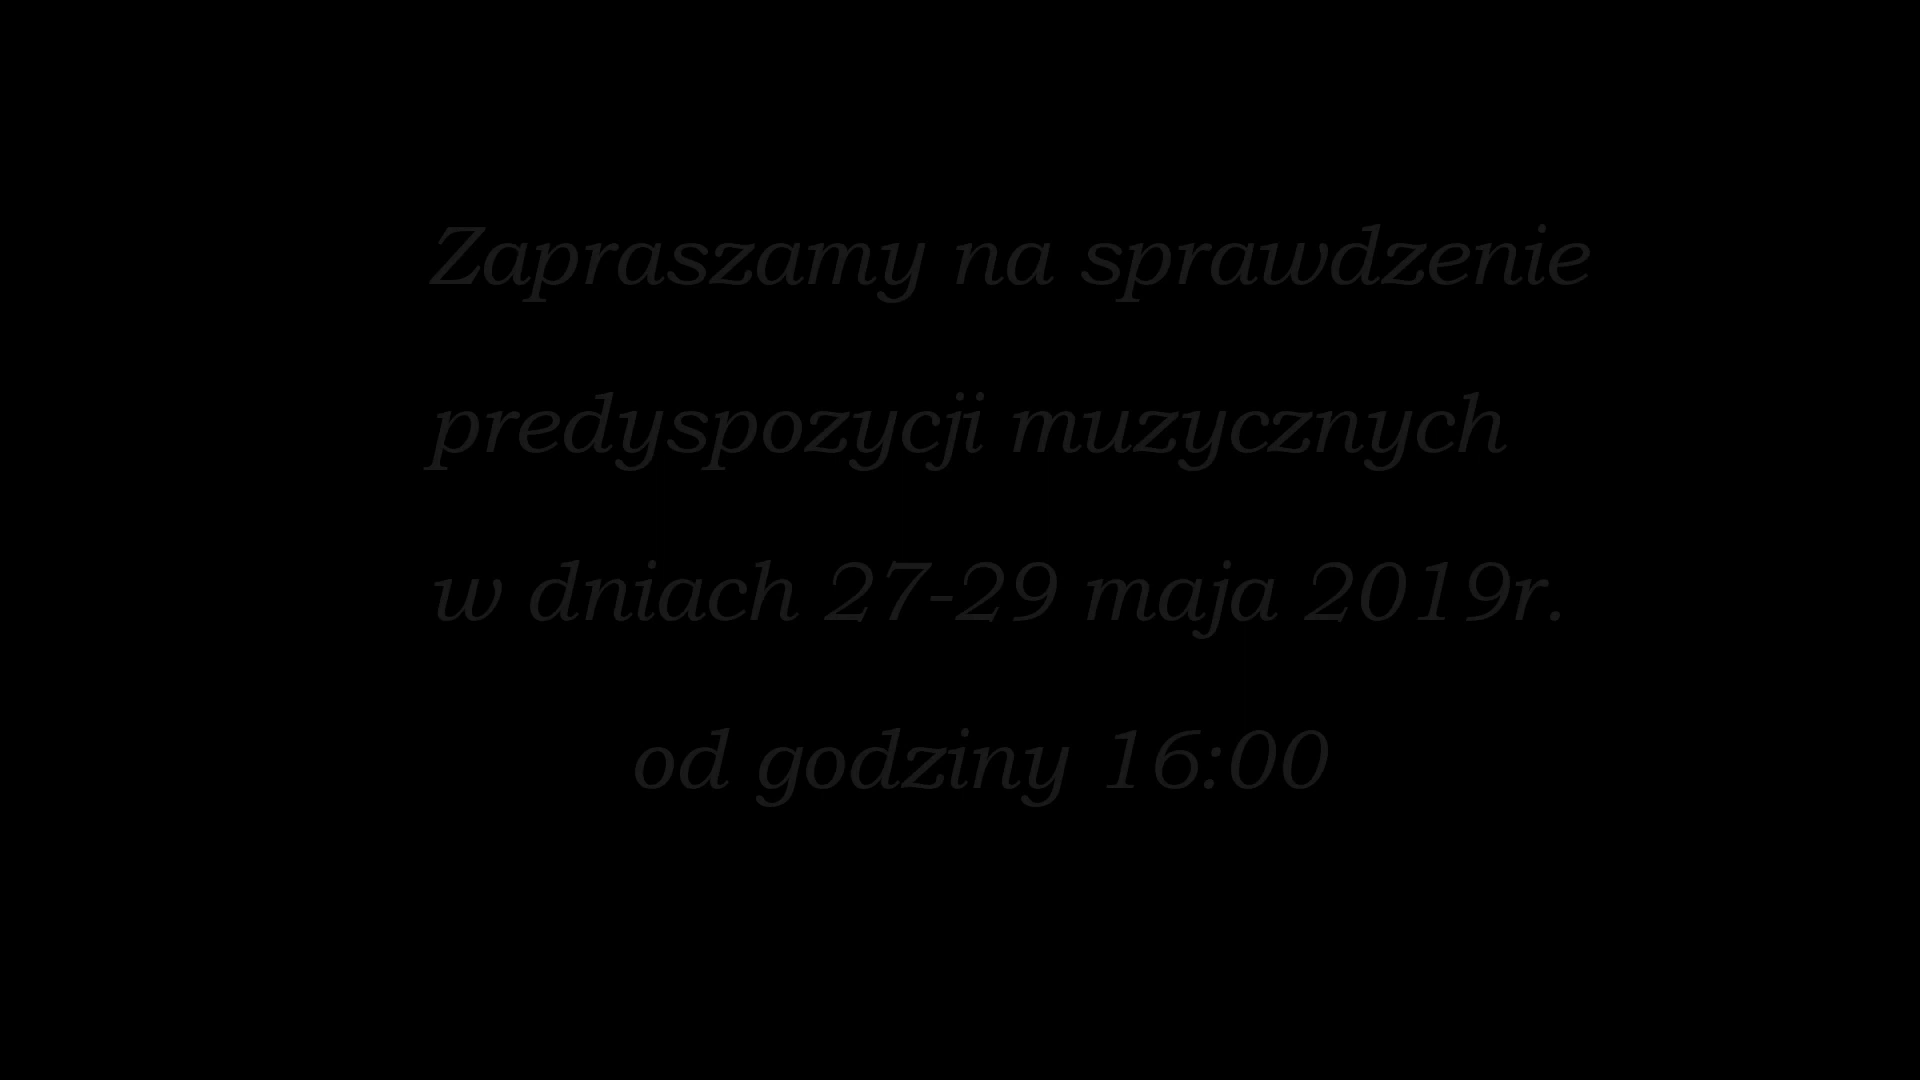 Zapraszamy na sprawdzenie
predyspozycji muzycznych
w dniach 27-29 maja 2019r.
od godziny 16:00